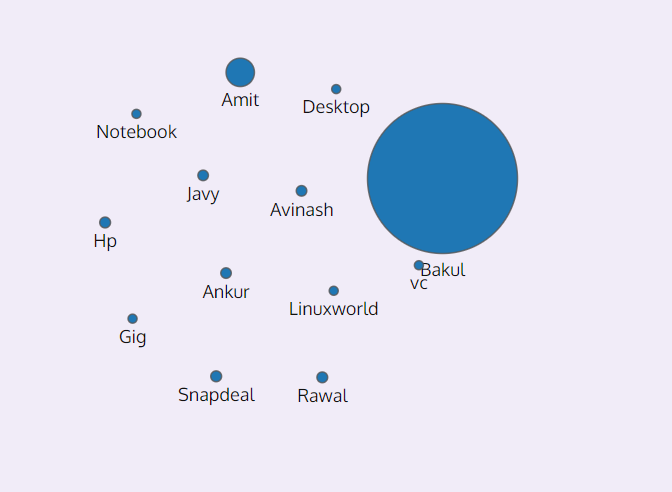 Amit
Desktop
Notebook
Javy
Avinash
Hp
Bakul
vc
Ankur
Linuxworld
Gig
Snapdeal
Rawal